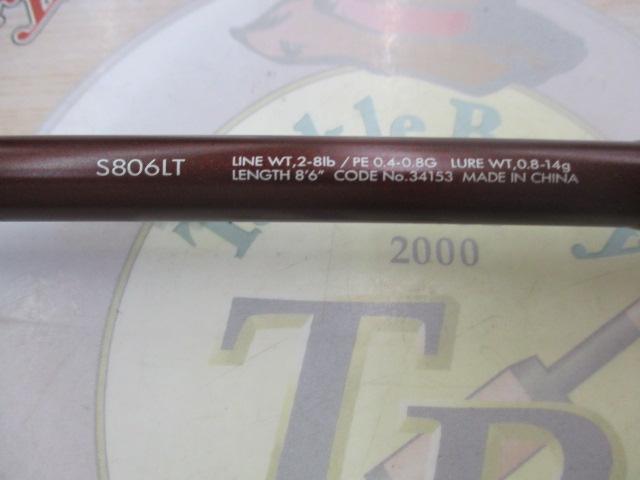 S806LT
LINE WT,2-8lb / PE 0.4-0.8G LURE WT,0.8-14g
LENGTH 8'6" CODE No.34153 MADE IN CHINA
2000